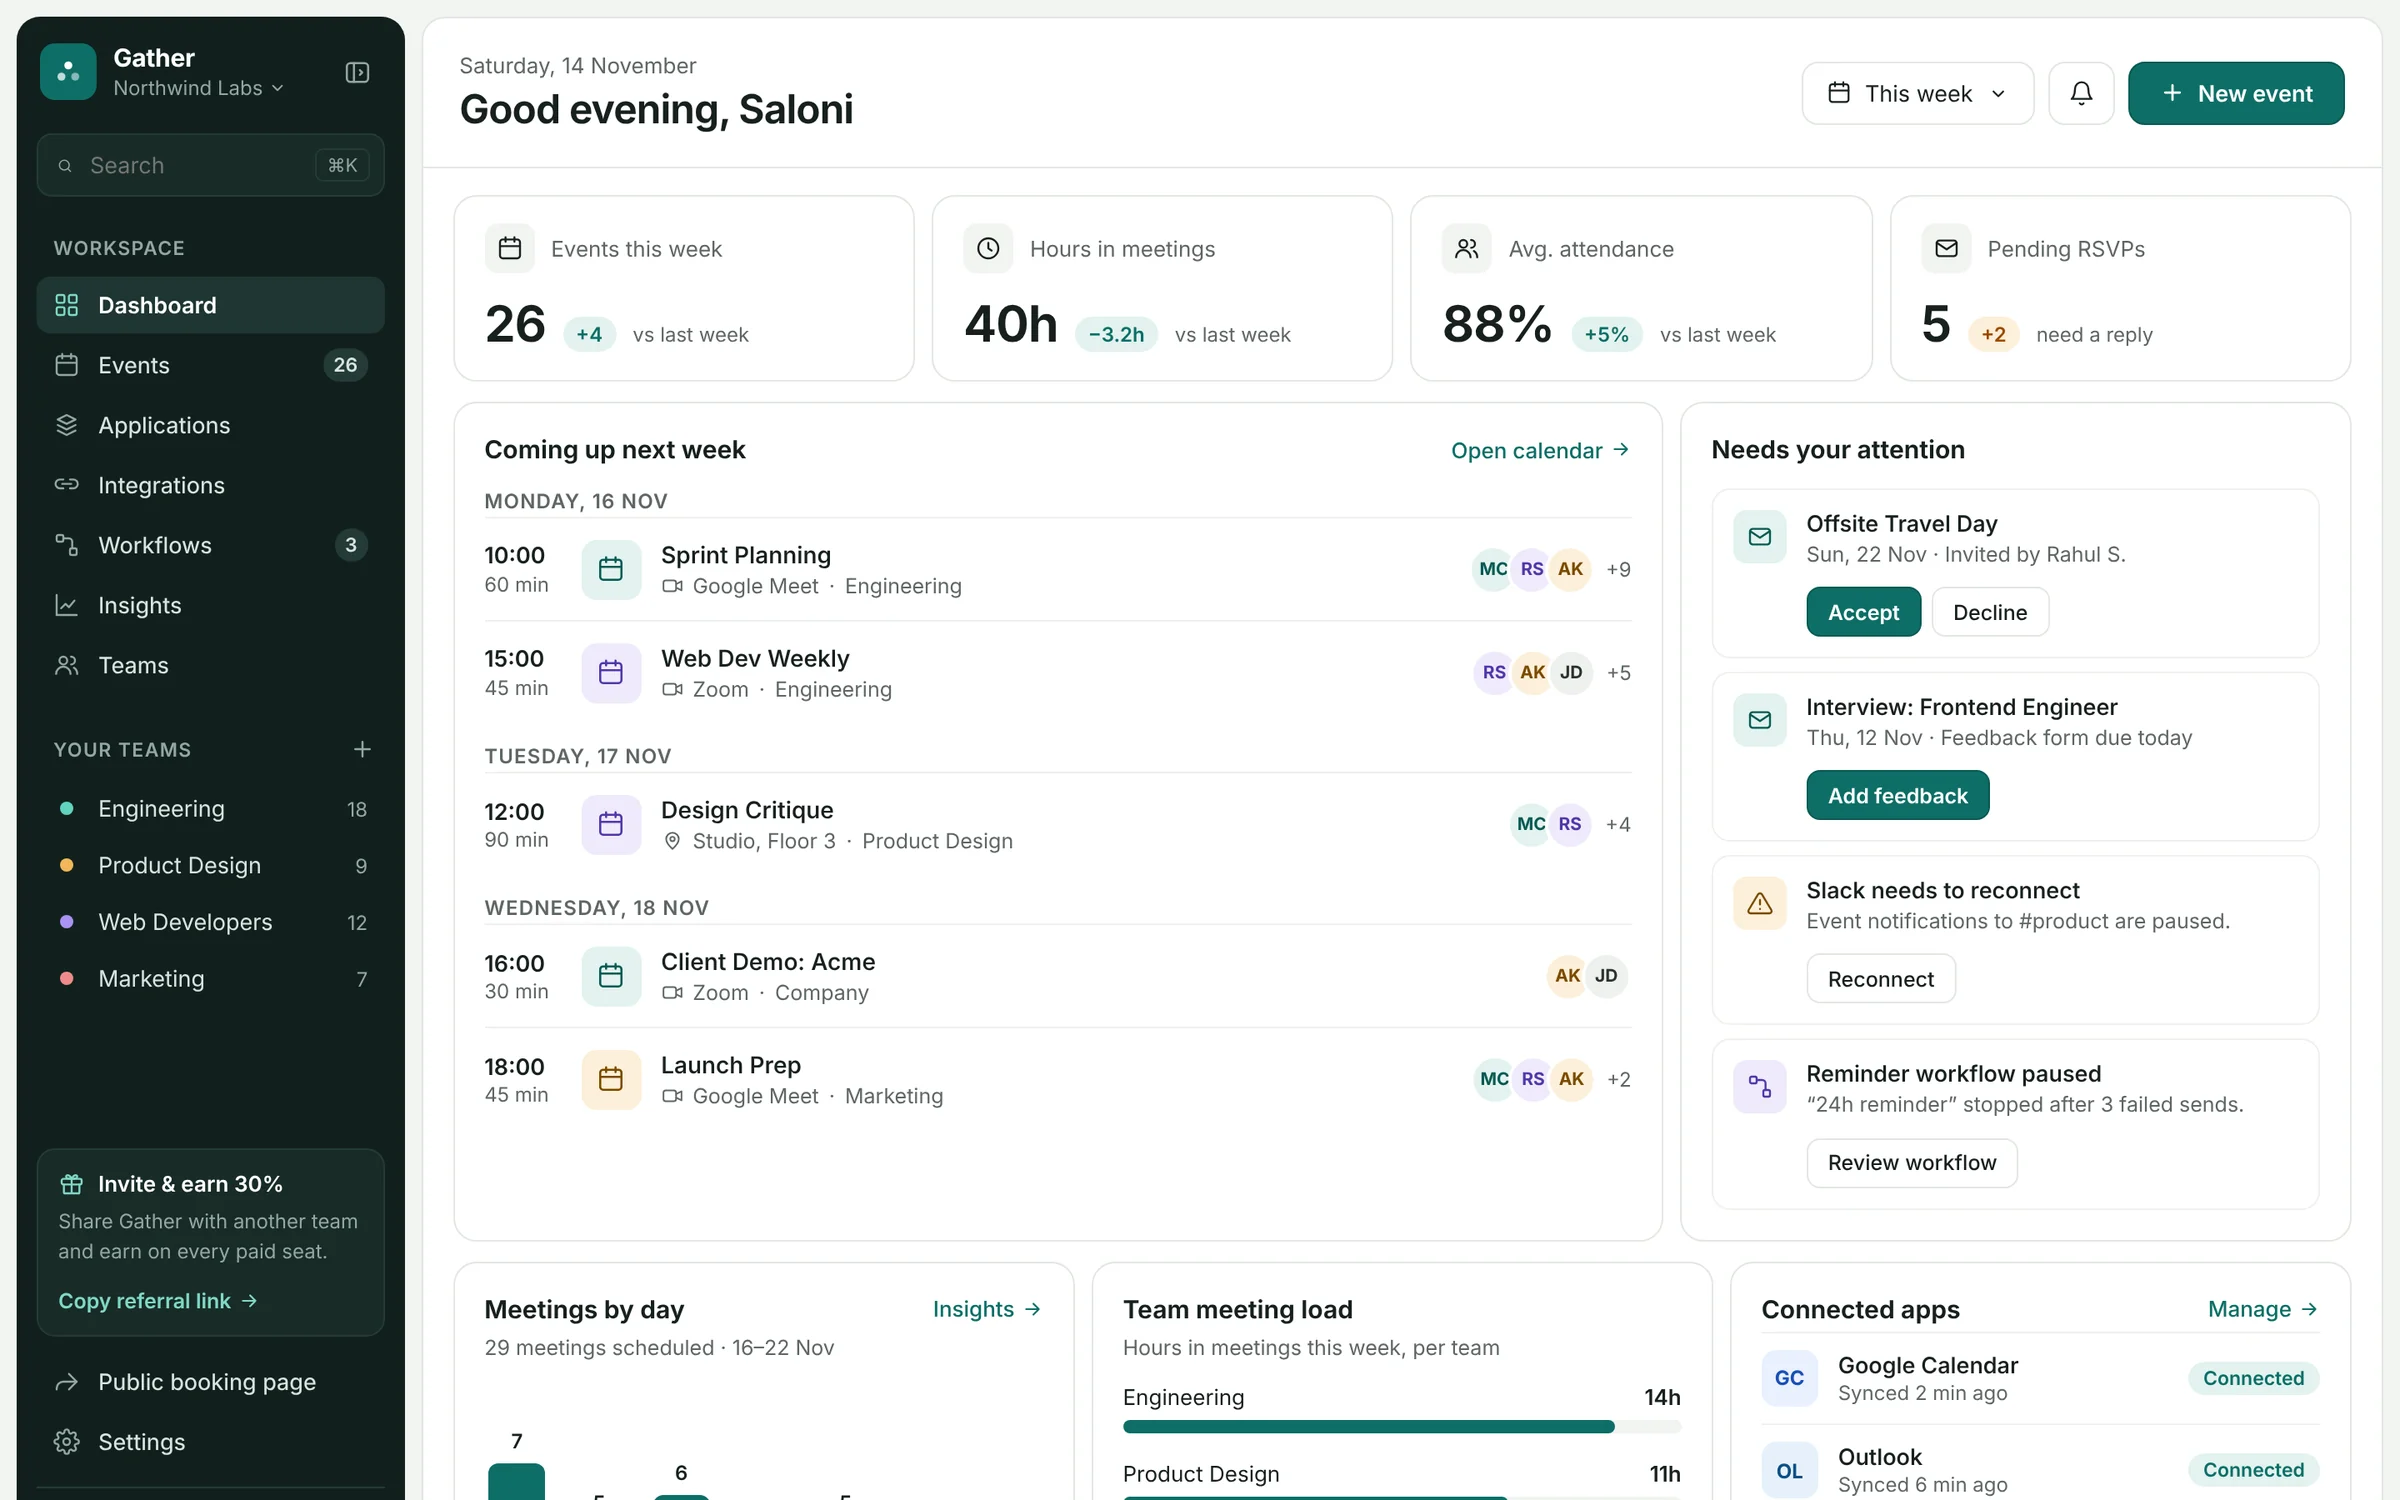 Gather
Northwind Labs
Search
⌘K
WORKSPACE
Dashboard
Events
26
Applications
Integrations
Workflows
3
Insights
Teams
YOUR TEAMS
Engineering
18
Product Design
9
Web Developers
12
Marketing
7
Invite & earn 30%
Share Gather with another team
and earn on every paid seat.
Copy referral link →
Public booking page
Settings
Saturday, 14 November
Good evening, Saloni
This week
+ New event
Events this week
26 +4 vs last week
Hours in meetings
40h −3.2h vs last week
Avg. attendance
88% +5% vs last week
Pending RSVPs
5 +2 need a reply
Coming up next week
Open calendar →
MONDAY, 16 NOV
10:00
60 min
Sprint Planning
Google Meet · Engineering
MC RS AK +9
15:00
45 min
Web Dev Weekly
Zoom · Engineering
RS AK JD +5
TUESDAY, 17 NOV
12:00
90 min
Design Critique
Studio, Floor 3 · Product Design
MC RS +4
WEDNESDAY, 18 NOV
16:00
30 min
Client Demo: Acme
Zoom · Company
AK JD
18:00
45 min
Launch Prep
Google Meet · Marketing
MC RS AK +2
Needs your attention
Offsite Travel Day
Sun, 22 Nov · Invited by Rahul S.
Accept
Decline
Interview: Frontend Engineer
Thu, 12 Nov · Feedback form due today
Add feedback
Slack needs to reconnect
Event notifications to #product are paused.
Reconnect
Reminder workflow paused
“24h reminder” stopped after 3 failed sends.
Review workflow
Meetings by day
Insights →
29 meetings scheduled · 16–22 Nov
7
6
Team meeting load
Hours in meetings this week, per team
Engineering
14h
Product Design
11h
Connected apps
Manage →
GC
Google Calendar
Synced 2 min ago
Connected
OL
Outlook
Synced 6 min ago
Connected